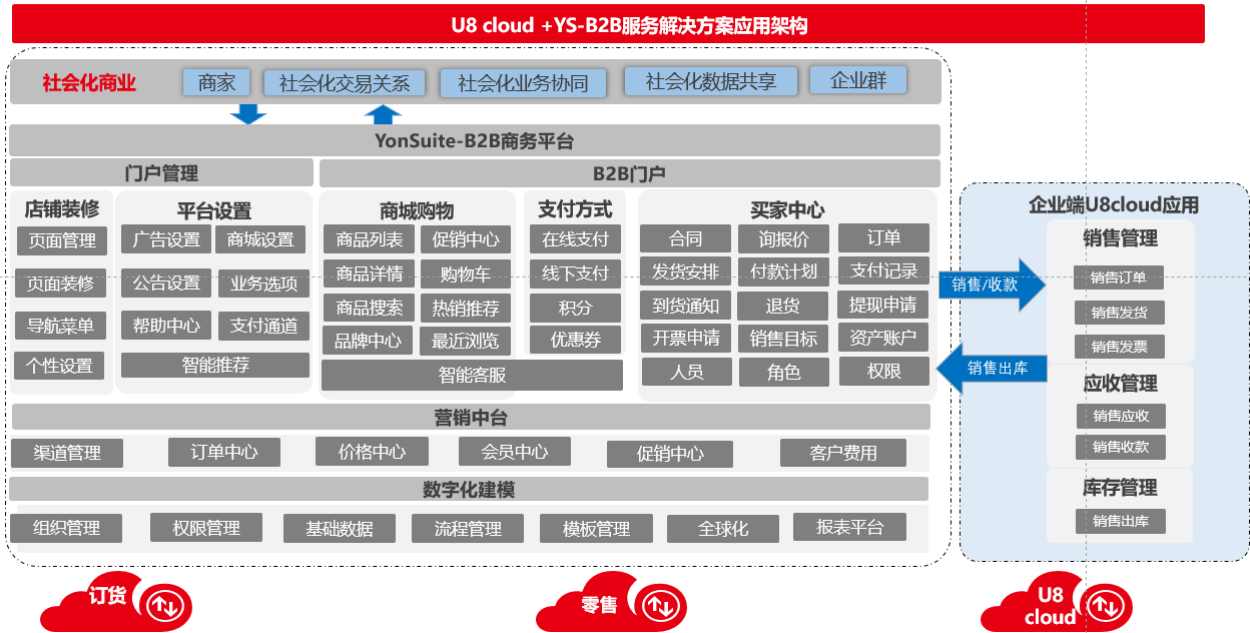 U8 cloud +YS-B2B服务解决方案应用架构
社会化商业
商家
社会化交易关系
社会化业务协同
社会化数据共享
企业群
YonSuite-B2B商务平台
门户管理
B2B门户
店铺装修
页面管理
页面装修
导航菜单
个性设置
平台设置
广告设置
商城设置
公告设置
业务选项
帮助中心
支付通道
智能推荐
商城购物
商品列表
促销中心
商品详情
购物车
商品搜索
热销推荐
品牌中心
最近浏览
智能客服
支付方式
在线支付
线下支付
积分
优惠券
买家中心
合同
询报价
订单
发货安排
付款计划
支付记录
到货通知
退货
提现申请
开票申请
销售目标
资产账户
人员
角色
权限
营销中台
渠道管理
订单中心
价格中心
会员中心
促销中心
客户费用
数字化建模
组织管理
权限管理
基础数据
流程管理
模板管理
全球化
报表平台
销售/收款
销售出库
企业端U8cloud应用
销售管理
销售订单
销售发货
销售发票
应收管理
销售应收
销售收款
库存管理
销售出库
订货
零售
U8
cloud